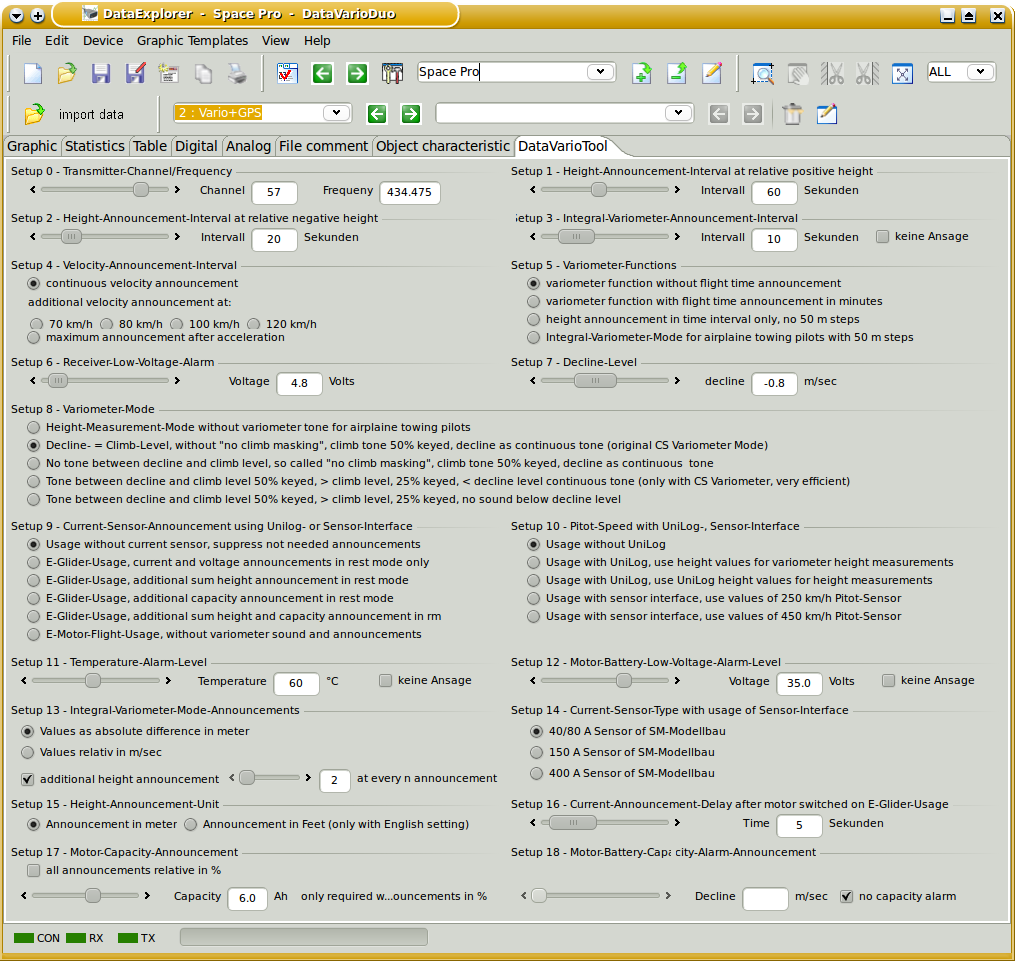 DataExplorer - Space Pro - DataVarioDuo
File Edit Device Graphic Templates View Help
Space Pro ALL
import data 2 : Vario+GPS
Graphic Statistics Table Digital Analog File comment Object characteristic DataVarioTool
Setup 0 - Transmitter-Channel/Frequency
Channel 57 Frequeny 434.475
Setup 1 - Height-Announcement-Interval at relative positive height
Intervall 60 Sekunden
Setup 2 - Height-Announcement-Interval at relative negative height
Intervall 20 Sekunden
Setup 3 - Integral-Variometer-Announcement-Interval
Intervall 10 Sekunden keine Ansage
Setup 4 - Velocity-Announcement-Interval
continuous velocity announcement
additional velocity announcement at:
70 km/h 80 km/h 100 km/h 120 km/h
maximum announcement after acceleration
Setup 5 - Variometer-Functions
variometer function without flight time announcement
variometer function with flight time announcement in minutes
height announcement in time interval only, no 50 m steps
Integral-Variometer-Mode for airplaine towing pilots with 50 m steps
Setup 6 - Receiver-Low-Voltage-Alarm
Voltage 4.8 Volts
Setup 7 - Decline-Level
decline -0.8 m/sec
Setup 8 - Variometer-Mode
Height-Measurement-Mode without variometer tone for airplaine towing pilots
Decline- = Climb-Level, without "no climb masking", climb tone 50% keyed, decline as continuous tone (original CS Variometer Mode)
No tone between decline and climb level, so called "no climb masking", climb tone 50% keyed, decline as continuous  tone
Tone between decline and climb level 50% keyed, > climb level, 25% keyed, < decline level continuous tone (only with CS Variometer, very efficient)
Tone between decline and climb level 50% keyed, > climb level, 25% keyed, no sound below decline level
Setup 9 - Current-Sensor-Announcement using Unilog- or Sensor-Interface
Usage without current sensor, suppress not needed announcements
E-Glider-Usage, current and voltage announcements in rest mode only
E-Glider-Usage, additional sum height announcement in rest mode
E-Glider-Usage, additional capacity announcement in rest mode
E-Glider-Usage, additional sum height and capacity announcement in rm
E-Motor-Flight-Usage, without variometer sound and announcements
Setup 10 - Pitot-Speed with UniLog-, Sensor-Interface
Usage without UniLog
Usage with UniLog, use height values for variometer height measurements
Usage with UniLog, use UniLog height values for height measurements
Usage with sensor interface, use values of 250 km/h Pitot-Sensor
Usage with sensor interface, use values of 450 km/h Pitot-Sensor
Setup 11 - Temperature-Alarm-Level
Temperature 60 °C keine Ansage
Setup 12 - Motor-Battery-Low-Voltage-Alarm-Level
Voltage 35.0 Volts keine Ansage
Setup 13 - Integral-Variometer-Mode-Announcements
Values as absolute difference in meter
Values relativ in m/sec
additional height announcement 2 at every n announcement
Setup 14 - Current-Sensor-Type with usage of Sensor-Interface
40/80 A Sensor of SM-Modellbau
150 A Sensor of SM-Modellbau
400 A Sensor of SM-Modellbau
Setup 15 - Height-Announcement-Unit
Announcement in meter Announcement in Feet (only with English setting)
Setup 16 - Current-Announcement-Delay after motor switched on E-Glider-Usage
Time 5 Sekunden
Setup 17 - Motor-Capacity-Announcement
all announcements relative in %
Capacity 6.0 Ah only required w...ouncements in %
Setup 18 - Motor-Battery-Capacity-Alarm-Announcement
Decline m/sec no capacity alarm
CON RX TX